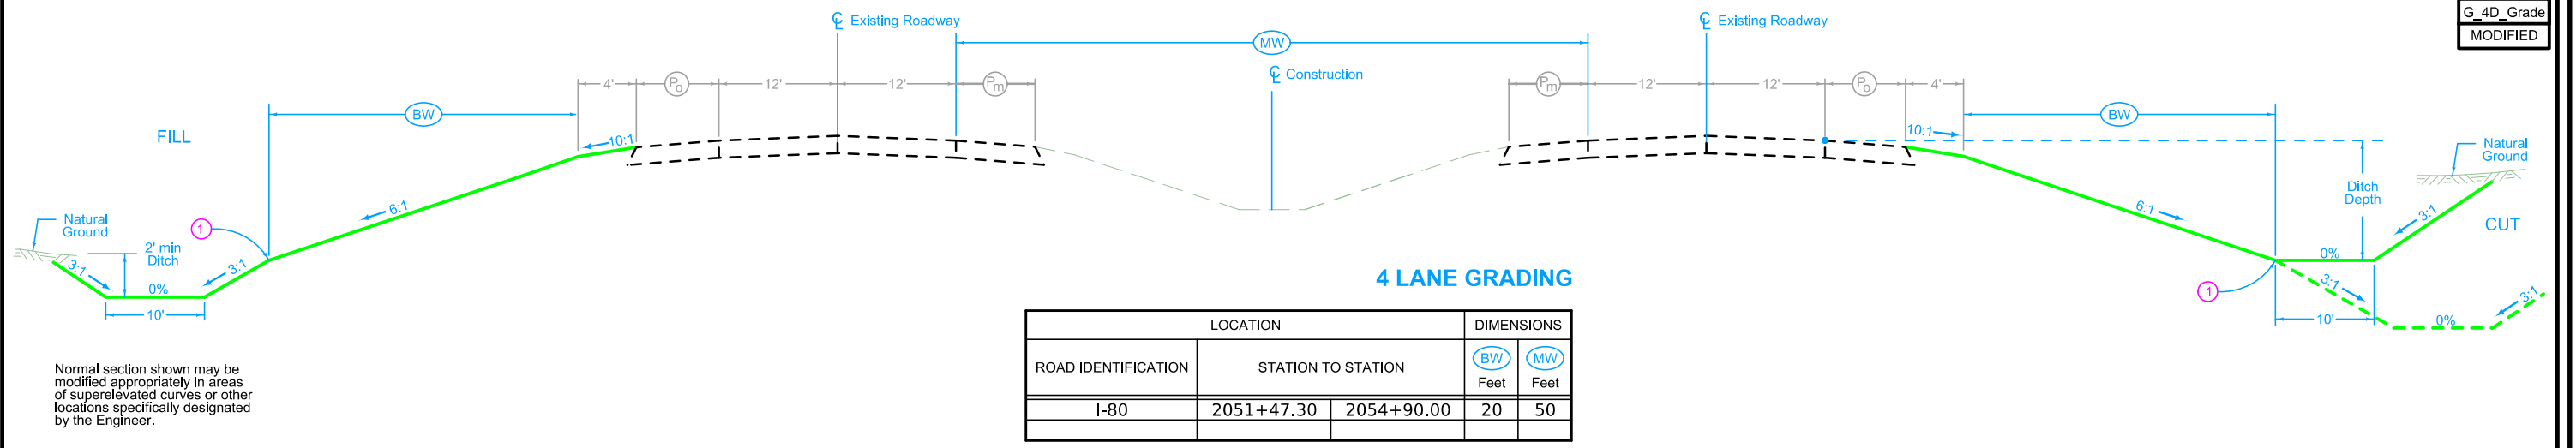 G_4D_Grade
MODIFIED
℄ Existing Roadway
℄ Existing Roadway
MW
℄ Construction
4'
Po
12'
12'
Pm
Pm
12'
12'
Po
4'
BW
BW
FILL
10:1
10:1
Natural
Ground
Ditch
Depth
6:1
6:1
3:1
CUT
Natural
Ground
1
2' min
Ditch
3:1
3:1
0%
10'
0%
3:1
1
10'
0%
3:1
4 LANE GRADING
LOCATION
DIMENSIONS
ROAD IDENTIFICATION
STATION TO STATION
BW
Feet
MW
Feet
I-80 2051+47.30 2054+90.00 20 50
Normal section shown may be
modified appropriately in areas
of superelevated curves or other
locations specifically designated
by the Engineer.